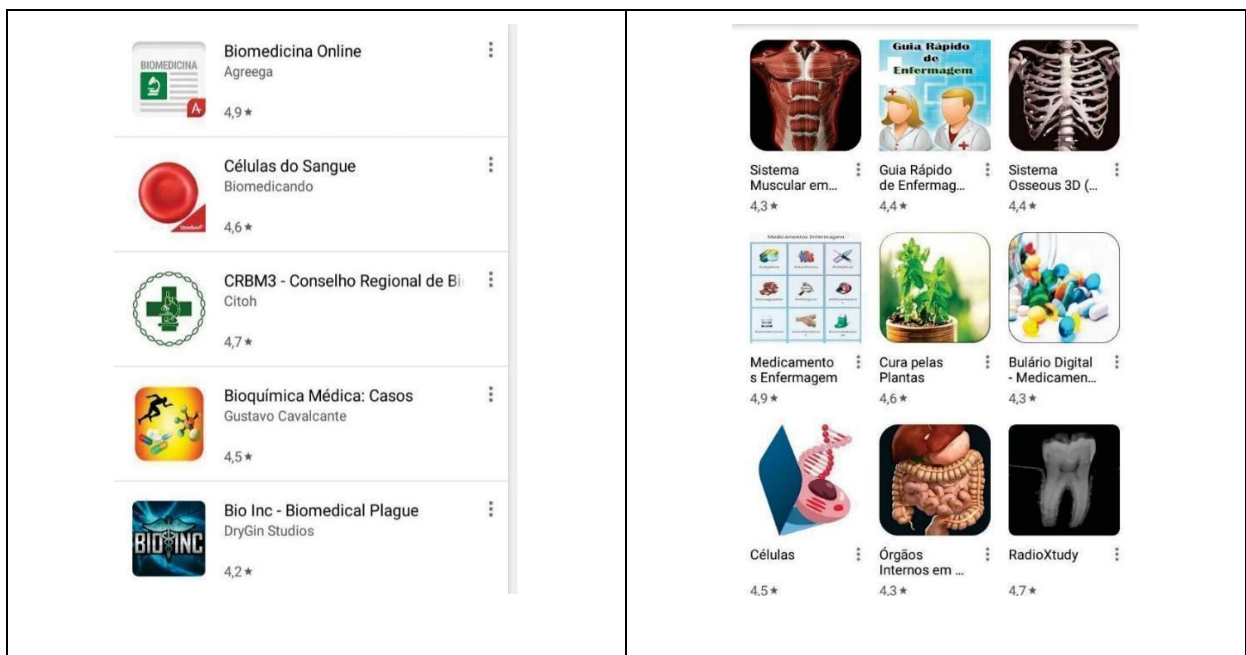 BIOMEDICINA
Biomedicina Online
Agreega
4,9 ★
Células do Sangue
Biomedicando
4,6 ★
CRBM3 - Conselho Regional de Bi
Citoh
4,7 ★
Bioquímica Médica: Casos
Gustavo Cavalcante
4,5 ★
BIO INC
Bio Inc - Biomedical Plague
DryGin Studios
4,2 ★
Guia Rápido
de
Enfermagem
Sistema
Muscular em...
4,3 ★
Guia Rápido
de Enfermag...
4,4 ★
Sistema
Osseous 3D (...
4,4 ★
Medicamentos Enfermagem
Medicamento
s Enfermagem
4,9 ★
Cura pelas
Plantas
4,6 ★
Bulário Digital
- Medicamen...
4,3 ★
Células
4,5 ★
Órgãos
Internos em ...
4,3 ★
RadioXtudy
4,7 ★